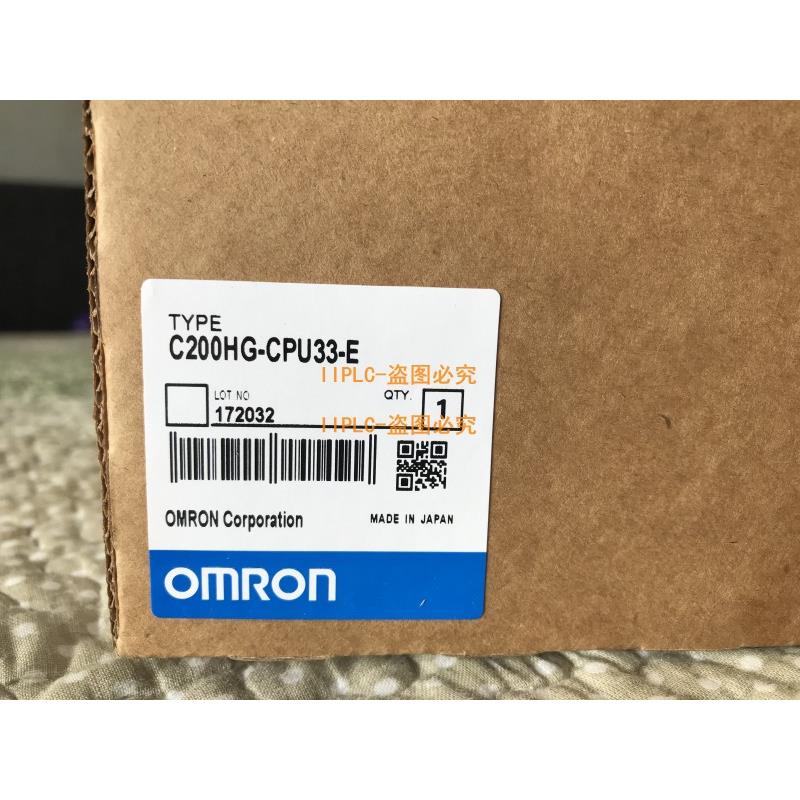 TYPE
C200HG-CPU33-E
IIPLC-盗图必究
LOT NO
172032
QTY.
1
IIPLC-盗图必究
OMRON Corporation
MADE IN JAPAN
OMRON